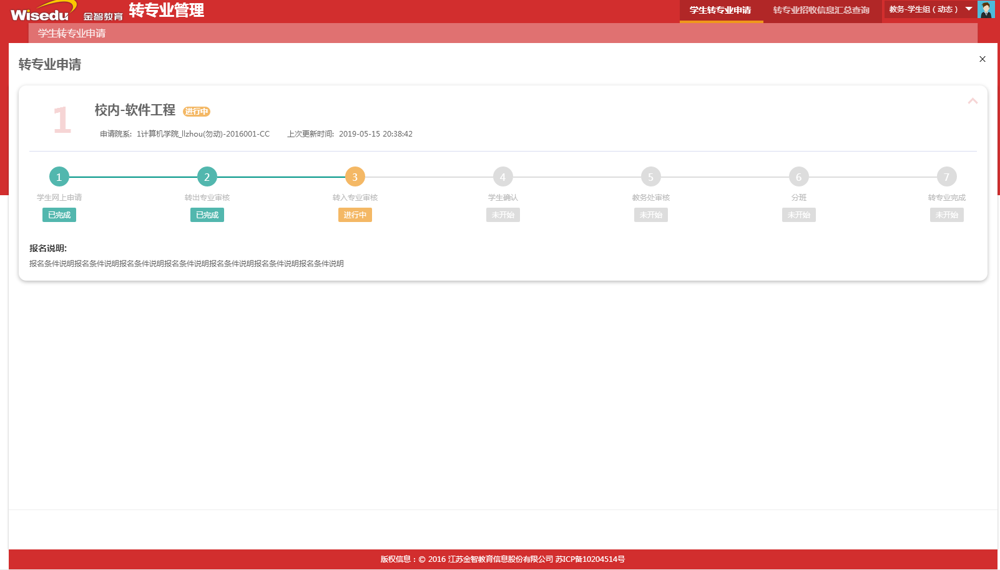 Wisedu 金智教育 转专业管理 学生转专业申请 转专业招收信息汇总查询 教务-学生组（动态）
学生转专业申请
转专业申请 ×
1 校内-软件工程 进行中
申请院系: 1计算机学院_llzhou(勿动)-2016001-CC 上次更新时间: 2019-05-15 20:38:42
1 2 3 4 5 6 7
学生网上申请 转出专业审核 转入专业审核 学生确认 教务处审核 分班 转专业完成
已完成 已完成 进行中 未开始 未开始 未开始 未开始
报名说明:
报名条件说明报名条件说明报名条件说明报名条件说明报名条件说明报名条件说明报名条件说明
版权信息：© 2016 江苏金智教育信息股份有限公司 苏ICP备10204514号